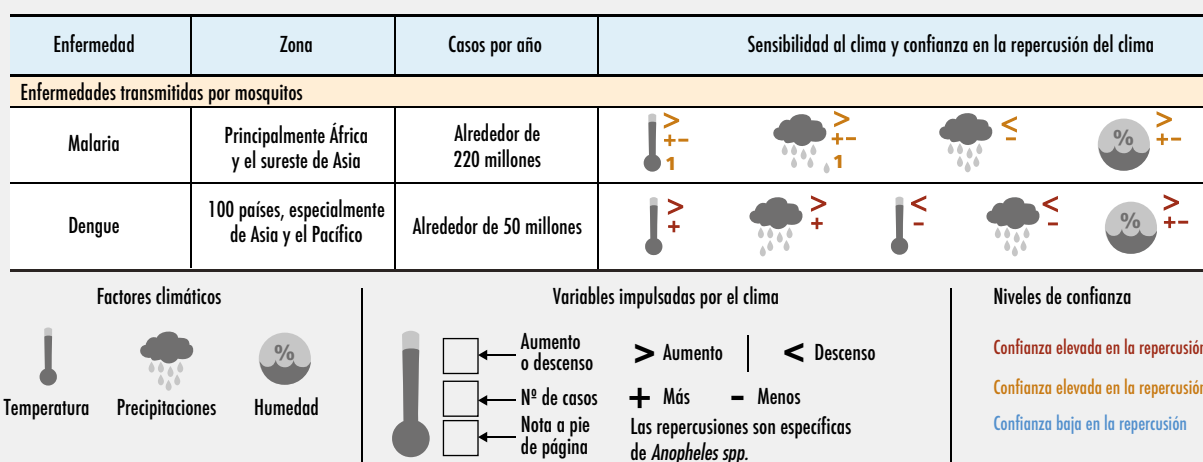 Enfermedad
Zona
Casos por año
Sensibilidad al clima y confianza en la repercusión del clima
Enfermedades transmitidas por mosquitos
Malaria
Principalmente África
y el sureste de Asia
Alrededor de
220 millones
>
+-
1
>
+-
1
<
-
%
>
+-
Dengue
100 países, especialmente
de Asia y el Pacífico
Alrededor de 50 millones
>
+
>
+
<
-
<
-
%
>
+-
Factores climáticos
%
Temperatura
Precipitaciones
Humedad
Variables impulsadas por el clima
Aumento
o descenso
> Aumento
< Descenso
Nº de casos
+ Más
- Menos
Nota a pie
de página
Las repercusiones son específicas
de Anopheles spp.
Niveles de confianza
Confianza elevada en la repercusión
Confianza elevada en la repercusión
Confianza baja en la repercusión